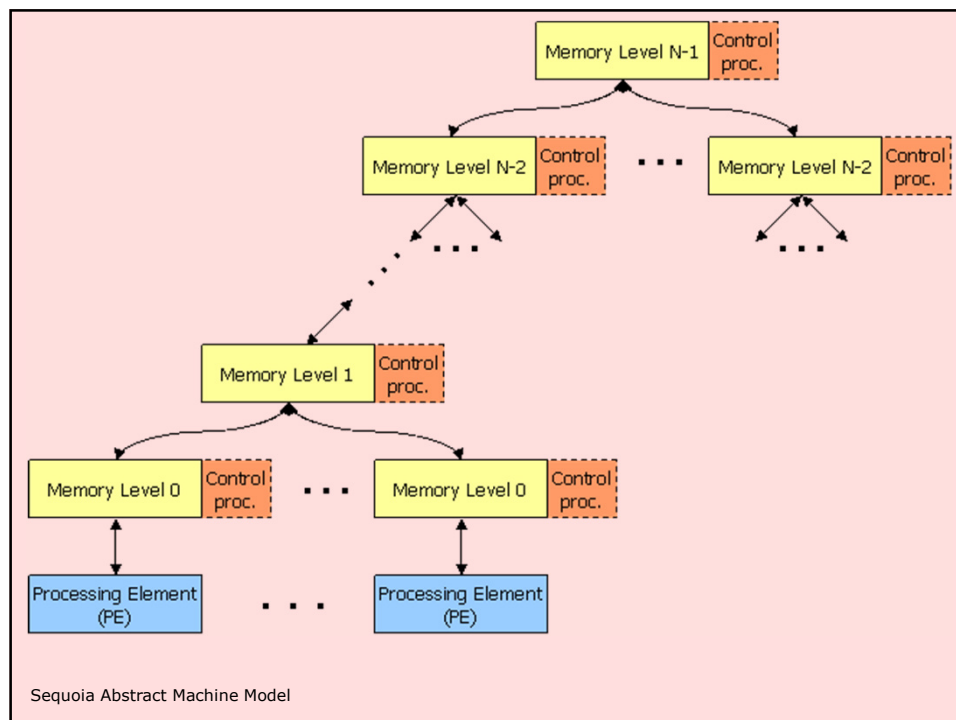 Memory Level N-1
Control
proc.
Memory Level N-2
Control
proc.
Memory Level N-2
Control
proc.
Memory Level 1
Control
proc.
Memory Level 0
Control
proc.
Memory Level 0
Control
proc.
Processing Element
(PE)
Processing Element
(PE)
Sequoia Abstract Machine Model